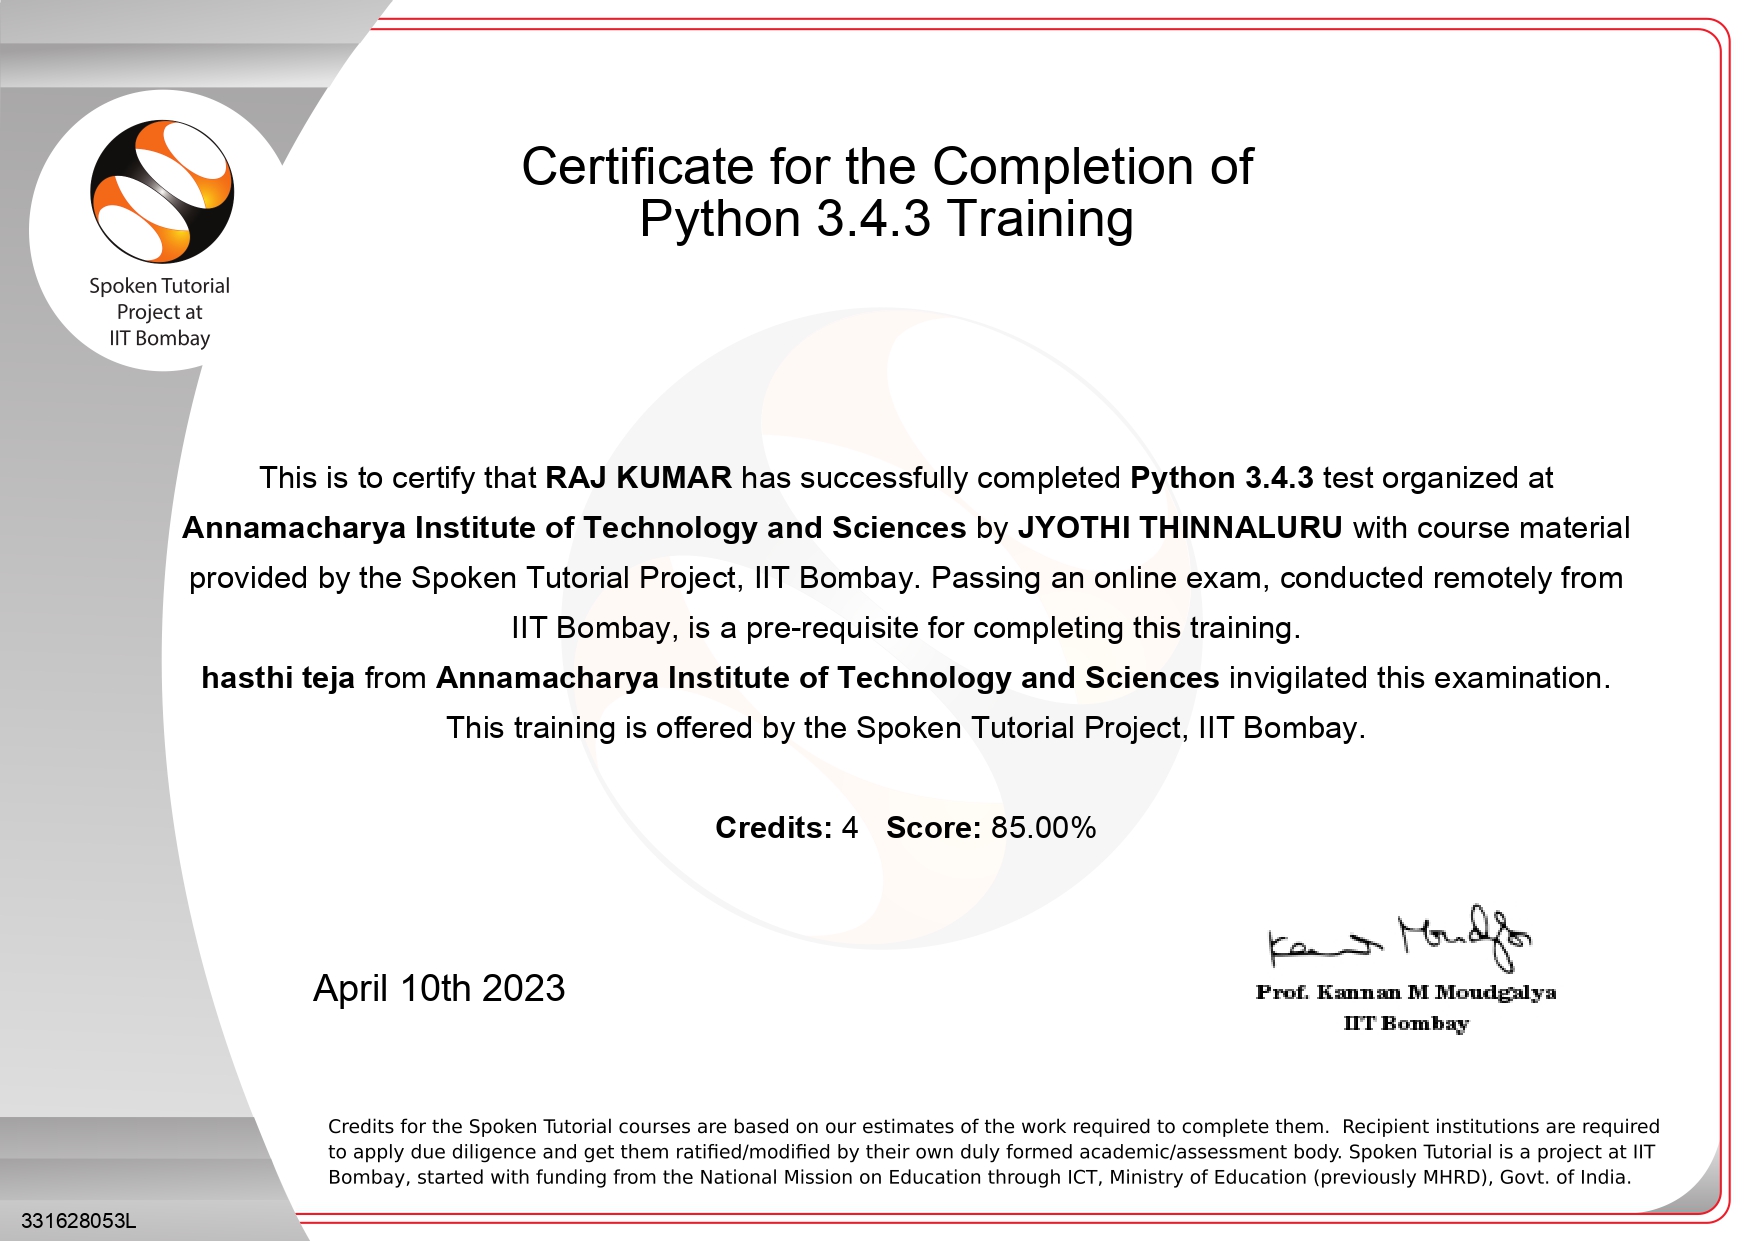 Spoken Tutorial
Project at
IIT Bombay
Certificate for the Completion of
Python 3.4.3 Training
This is to certify that RAJ KUMAR has successfully completed Python 3.4.3 test organized at
Annamacharya Institute of Technology and Sciences by JYOTHI THINNALURU with course material
provided by the Spoken Tutorial Project, IIT Bombay. Passing an online exam, conducted remotely from
IIT Bombay, is a pre-requisite for completing this training.
hasthi teja from Annamacharya Institute of Technology and Sciences invigilated this examination.
This training is offered by the Spoken Tutorial Project, IIT Bombay.
Credits: 4 Score: 85.00%
April 10th 2023
Prof. Kannan M Moudgalya
IIT Bombay
Credits for the Spoken Tutorial courses are based on our estimates of the work required to complete them. Recipient institutions are required
to apply due diligence and get them ratified/modified by their own duly formed academic/assessment body. Spoken Tutorial is a project at IIT
Bombay, started with funding from the National Mission on Education through ICT, Ministry of Education (previously MHRD), Govt. of India.
331628053L